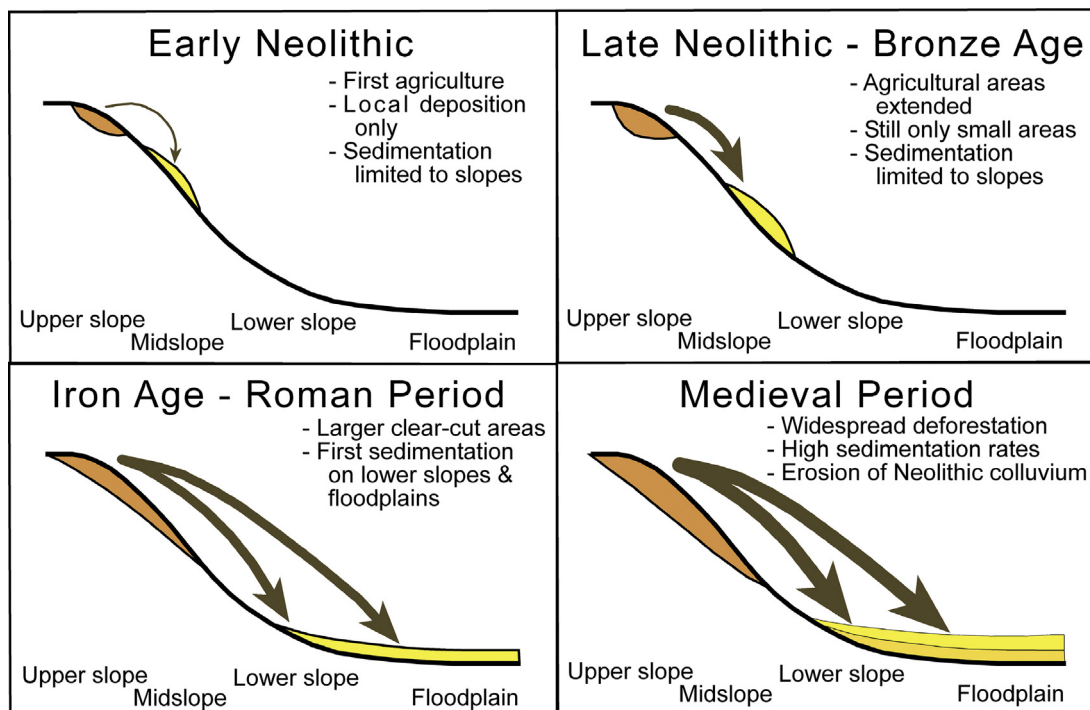 Early Neolithic
- First agriculture
- Local deposition
only
- Sedimentation
limited to slopes
Upper slope
Midslope
Lower slope
Floodplain
Late Neolithic - Bronze Age
- Agricultural areas
extended
- Still only small areas
- Sedimentation
limited to slopes
Upper slope
Midslope
Lower slope
Floodplain
Iron Age - Roman Period
- Larger clear-cut areas
- First sedimentation
on lower slopes &
floodplains
Upper slope
Midslope
Lower slope
Floodplain
Medieval Period
- Widespread deforestation
- High sedimentation rates
- Erosion of Neolithic colluvium
Upper slope
Midslope
Lower slope
Floodplain